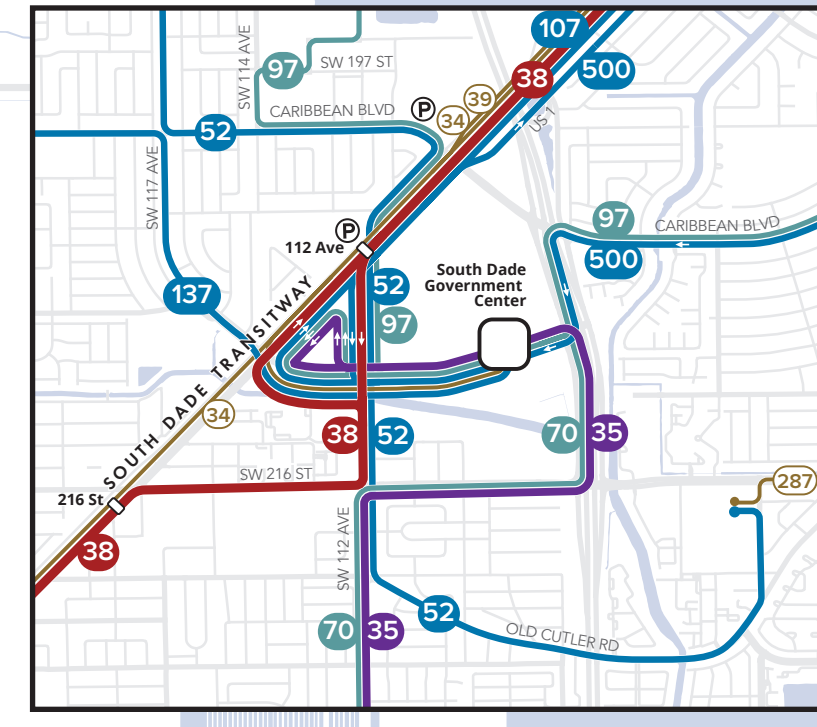 107
SW 114 AVE
97
SW 197 ST
500
38
39
P
34
CARIBBEAN BLVD
US 1
52
SW 117 AVE
97
CARIBBEAN BLVD
P
112 Ave
500
South Dade
Government
Center
52
137
97
SOUTH DADE TRANSITWAY
34
38
52
70
35
SW 216 ST
287
216 St
38
SW 112 AVE
52
70
35
OLD CUTLER RD